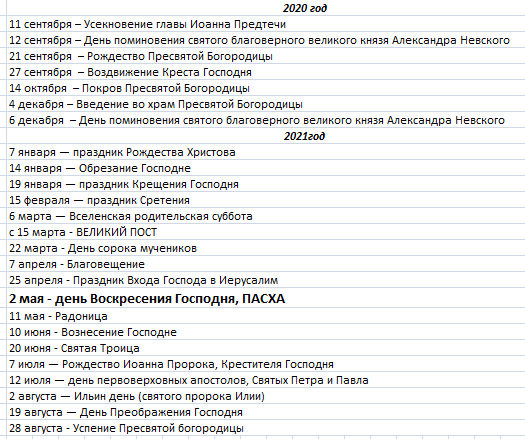 2020 год
11 сентября – Усекновение главы Иоанна Предтечи
12 сентября – День поминовения святого благоверного великого князя Александра Невского
21 сентября – Рождество Пресвятой Богородицы
27 сентября – Воздвижение Креста Господня
14 октября – Покров Пресвятой Богородицы
4 декабря – Введение во храм Пресвятой Богородицы
6 декабря – День поминовения святого благоверного великого князя Александра Невского
2021год
7 января — праздник Рождества Христова
14 января — Обрезание Господне
19 января — праздник Крещения Господня
15 февраля — праздник Сретения
6 марта — Вселенская родительская суббота
с 15 марта - ВЕЛИКИЙ ПОСТ
22 марта - День сорока мучеников
7 апреля - Благовещение
25 апреля - Праздник Входа Господа в Иерусалим
2 мая - день Воскресения Господня, ПАСХА
11 мая - Радоница
10 июня - Вознесение Господне
20 июня - Святая Троица
7 июля — Рождество Иоанна Пророка, Крестителя Господня
12 июля — день первоверховных апостолов, Святых Петра и Павла
2 августа — Ильин день (святого пророка Илии)
19 августа — День Преображения Господня
28 августа - Успение Пресвятой богородицы